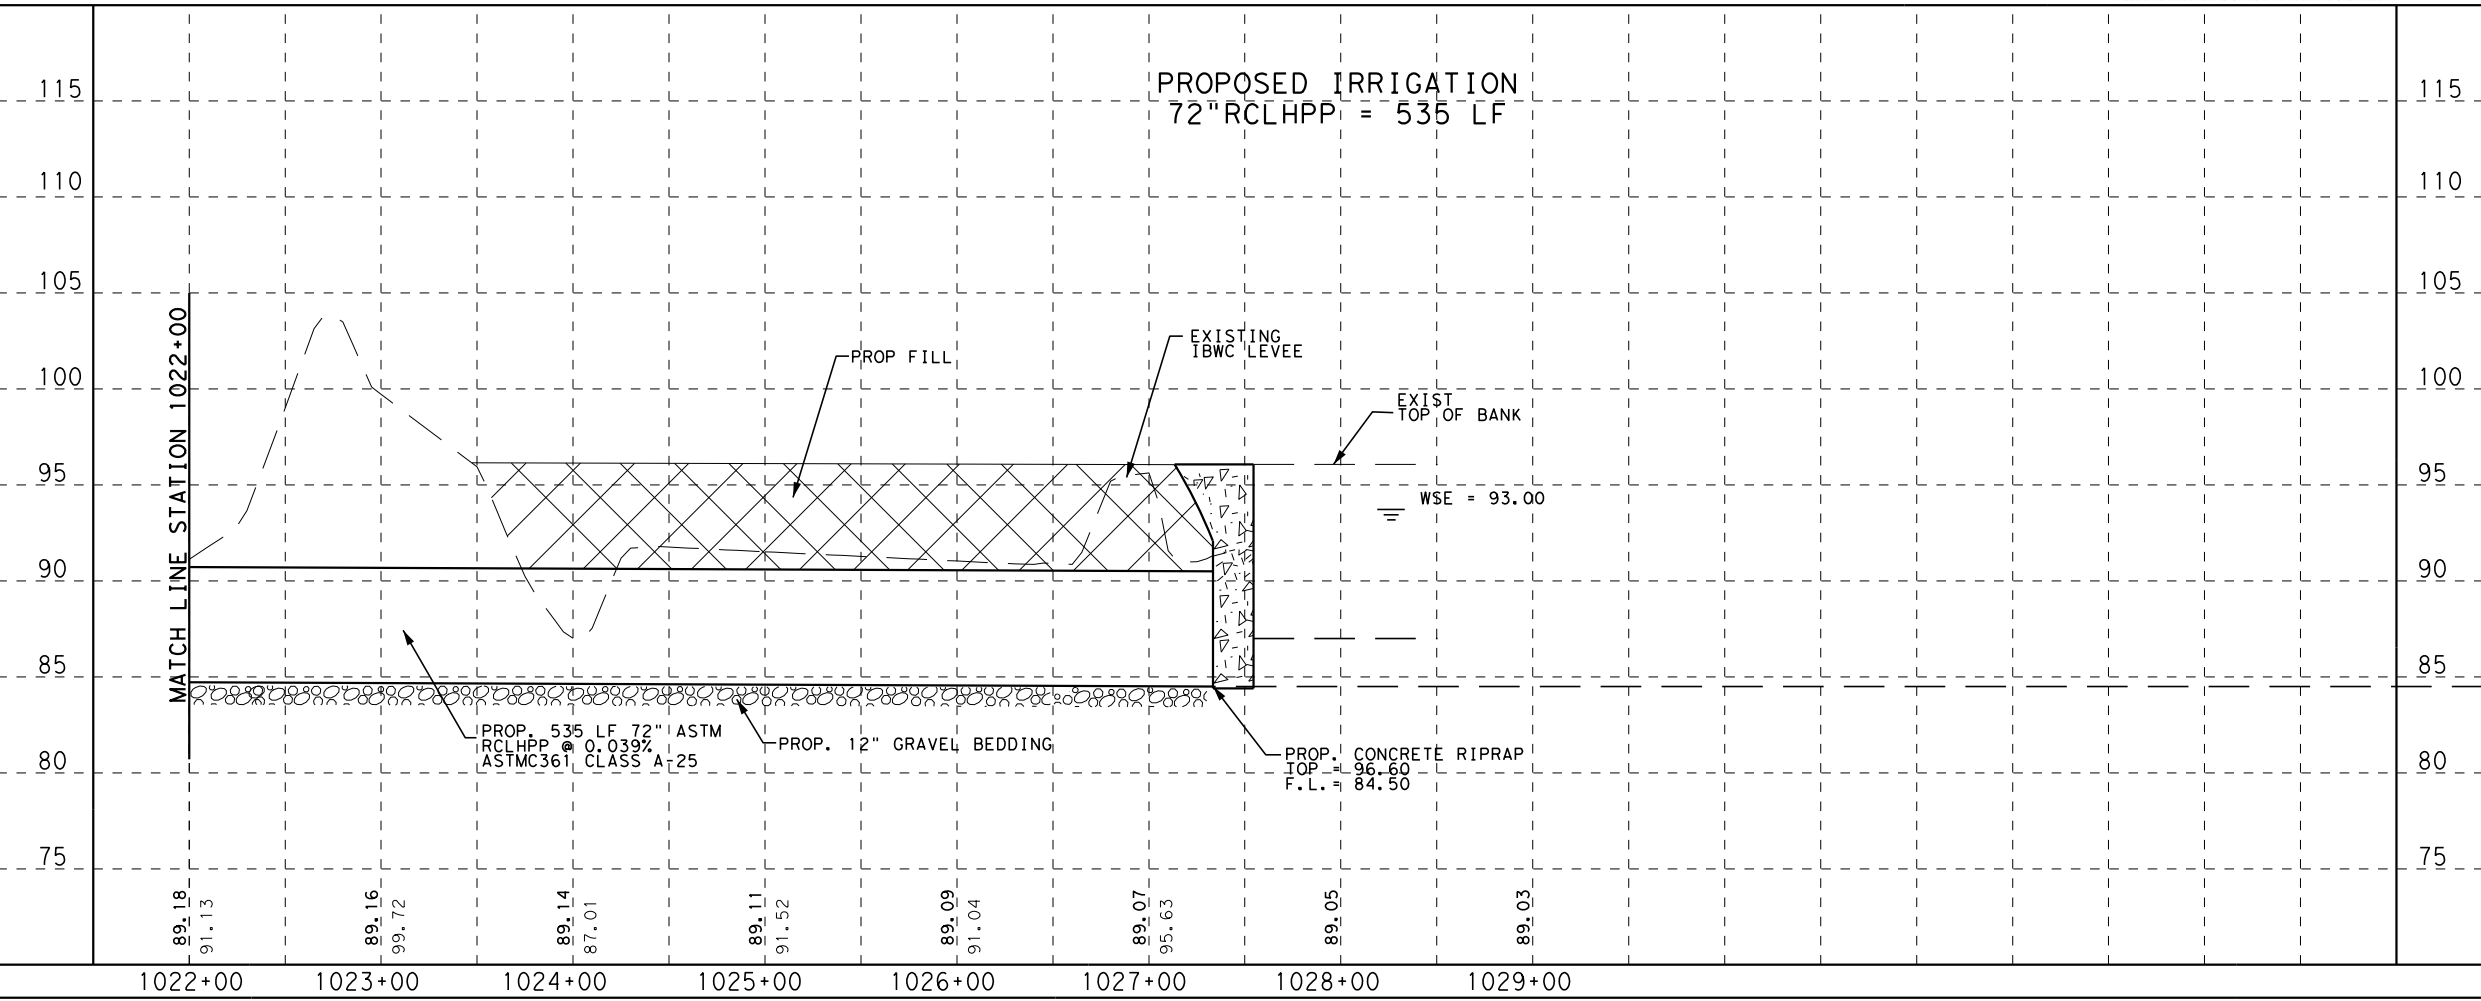 PROPOSED IRRIGATION
72"RCLHPP = 535 LF
115
115
110
110
105
105
100
100
95
95
90
90
85
85
80
80
75
75
MATCH LINE STATION 1022+00
PROP FILL
EXISTING
IBWC LEVEE
EXIST
TOP OF BANK
WSE = 93.00
PROP. 535 LF 72" ASTM
RCLHPP @ 0.039%
ASTMC361 CLASS A-25
PROP. 12" GRAVEL BEDDING
PROP. CONCRETE RIPRAP
TOP = 96.60
F.L.= 84.50
89.18
91.13
89.16
99.72
89.14
87.01
89.11
91.52
89.09
91.04
89.07
95.63
89.05
89.03
1022+00
1023+00
1024+00
1025+00
1026+00
1027+00
1028+00
1029+00